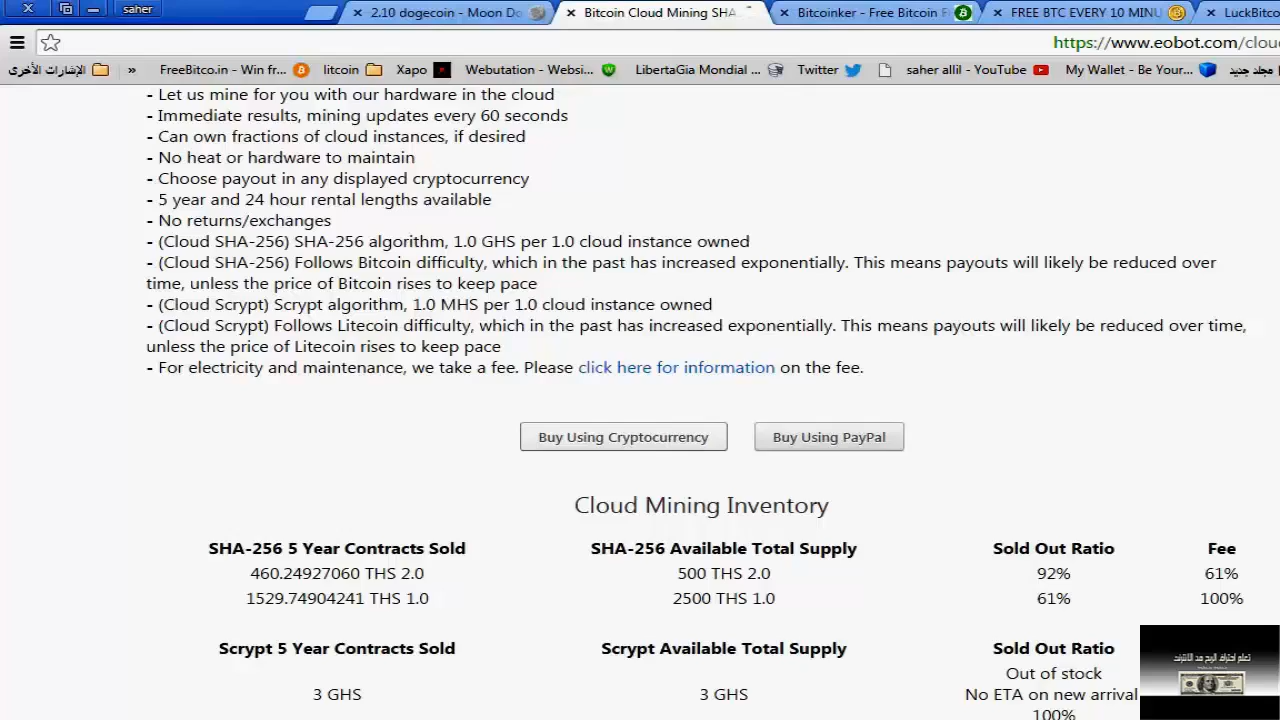 saher
2.10 dogecoin - Moon Do
Bitcoin Cloud Mining SHA
Bitcoinker - Free Bitcoin F
FREE BTC EVERY 10 MINU
LuckBitco
https://www.eobot.com/clou
الإشارات الأخرى
»
FreeBitco.in - Win fr...
litcoin
Xapo
Webutation - Websi...
LibertaGia Mondial ...
Twitter
saher allil - YouTube
My Wallet - Be Your...
مجلد جديد
- Let us mine for you with our hardware in the cloud
- Immediate results, mining updates every 60 seconds
- Can own fractions of cloud instances, if desired
- No heat or hardware to maintain
- Choose payout in any displayed cryptocurrency
- 5 year and 24 hour rental lengths available
- No returns/exchanges
- (Cloud SHA-256) SHA-256 algorithm, 1.0 GHS per 1.0 cloud instance owned
- (Cloud SHA-256) Follows Bitcoin difficulty, which in the past has increased exponentially. This means payouts will likely be reduced over
time, unless the price of Bitcoin rises to keep pace
- (Cloud Scrypt) Scrypt algorithm, 1.0 MHS per 1.0 cloud instance owned
- (Cloud Scrypt) Follows Litecoin difficulty, which in the past has increased exponentially. This means payouts will likely be reduced over time,
unless the price of Litecoin rises to keep pace
- For electricity and maintenance, we take a fee. Please click here for information on the fee.
Buy Using Cryptocurrency
Buy Using PayPal
Cloud Mining Inventory
SHA-256 5 Year Contracts Sold SHA-256 Available Total Supply Sold Out Ratio Fee
460.24927060 THS 2.0 500 THS 2.0 92% 61%
1529.74904241 THS 1.0 2500 THS 1.0 61% 100%
Scrypt 5 Year Contracts Sold Scrypt Available Total Supply Sold Out Ratio
Out of stock
3 GHS 3 GHS No ETA on new arrival
100%
تعلم احتراف الربح مد الانترنت